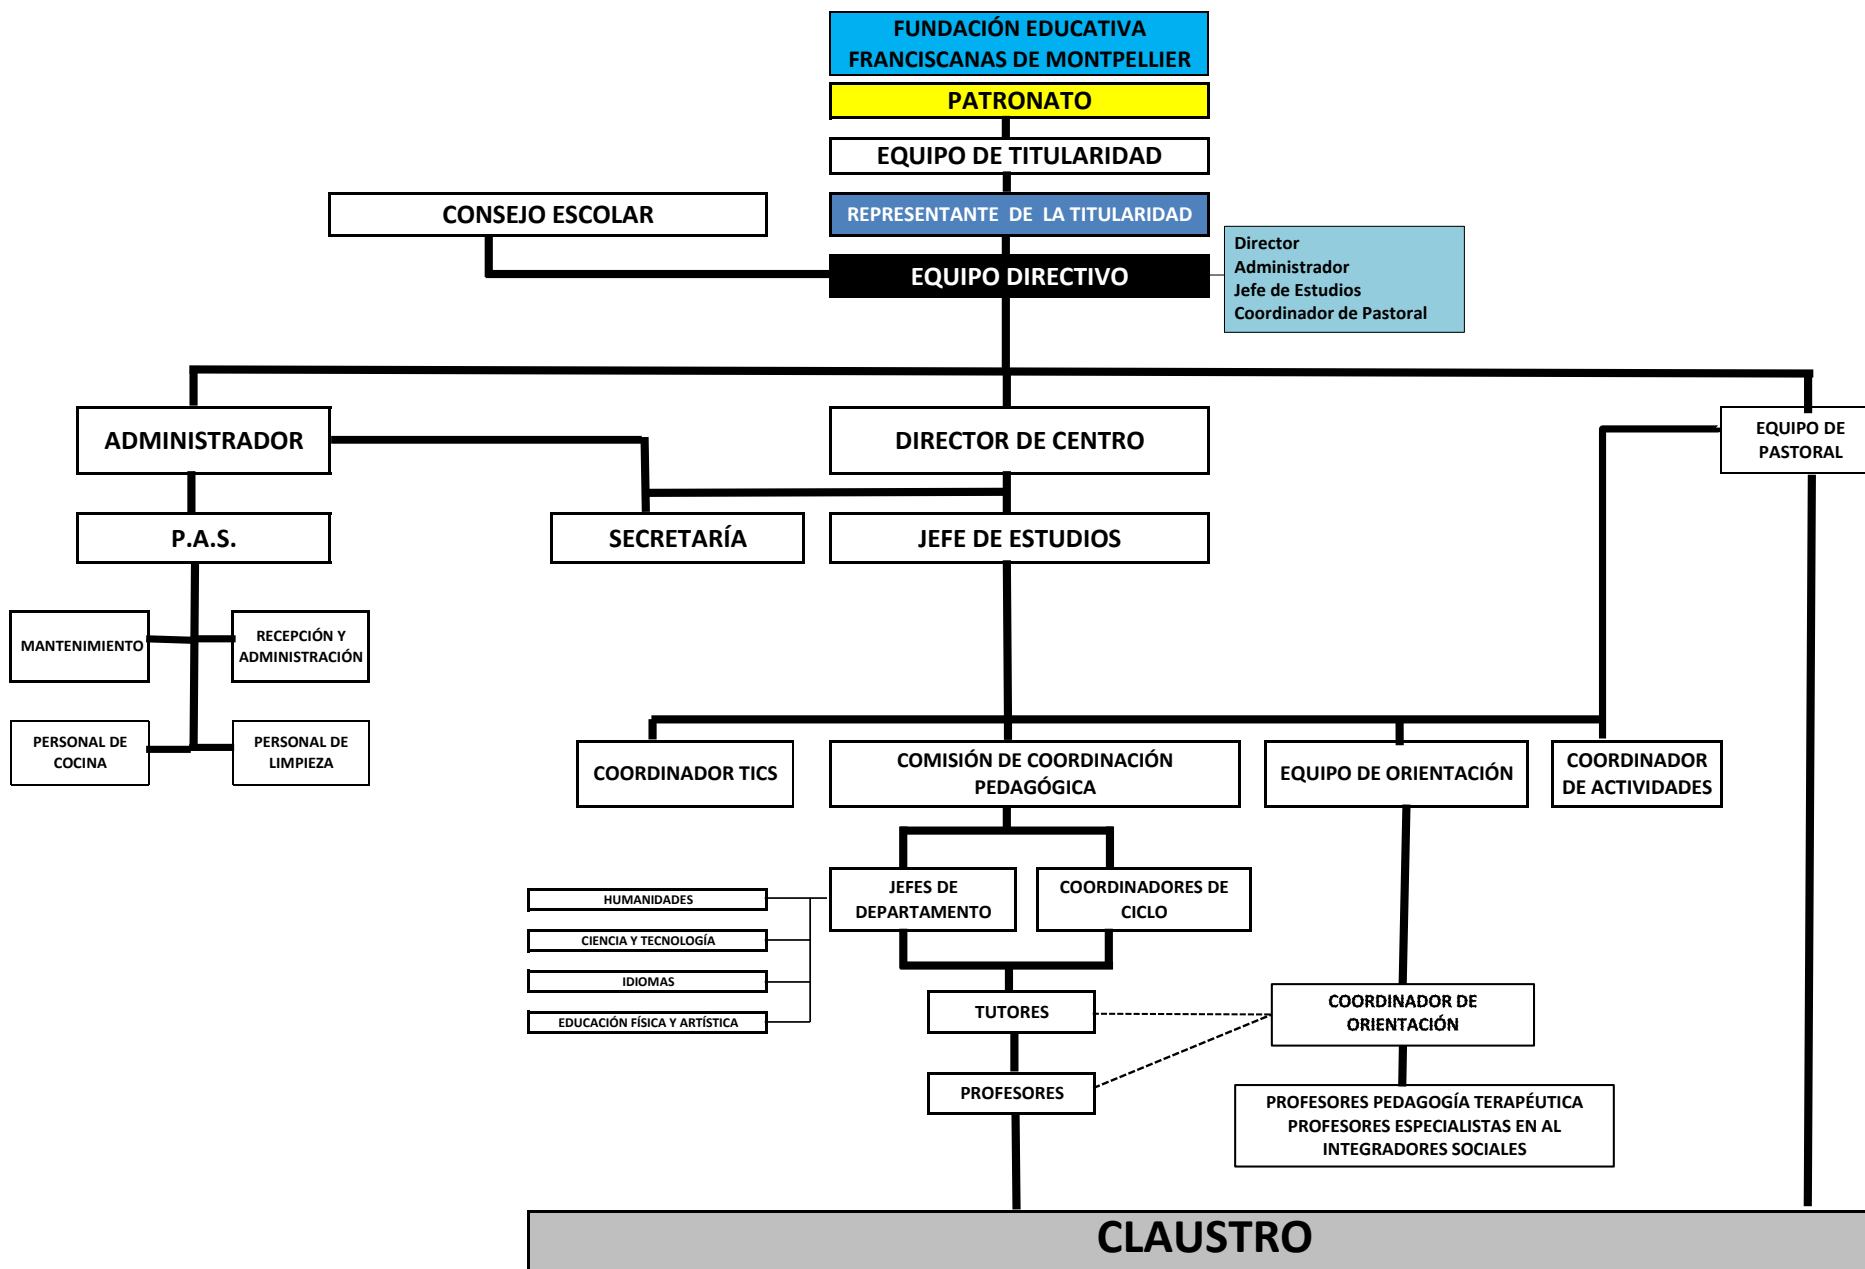 FUNDACIÓN EDUCATIVA
FRANCISCANAS DE MONTPELLIER
PATRONATO
EQUIPO DE TITULARIDAD
CONSEJO ESCOLAR
REPRESENTANTE DE LA TITULARIDAD
EQUIPO DIRECTIVO
Director
Administrador
Jefe de Estudios
Coordinador de Pastoral
ADMINISTRADOR
DIRECTOR DE CENTRO
EQUIPO DE
PASTORAL
P.A.S.
SECRETARÍA
JEFE DE ESTUDIOS
MANTENIMIENTO
RECEPCIÓN Y
ADMINISTRACIÓN
PERSONAL DE
COCINA
PERSONAL DE
LIMPIEZA
COORDINADOR TICS
COMISIÓN DE COORDINACIÓN
PEDAGÓGICA
EQUIPO DE ORIENTACIÓN
COORDINADOR
DE ACTIVIDADES
JEFES DE
DEPARTAMENTO
COORDINADORES DE
CICLO
HUMANIDADES
CIENCIA Y TECNOLOGÍA
IDIOMAS
EDUCACIÓN FÍSICA Y ARTÍSTICA
TUTORES
COORDINADOR DE
ORIENTACIÓN
PROFESORES
PROFESORES PEDAGOGÍA TERAPÉUTICA
PROFESORES ESPECIALISTAS EN AL
INTEGRADORES SOCIALES
CLAUSTRO